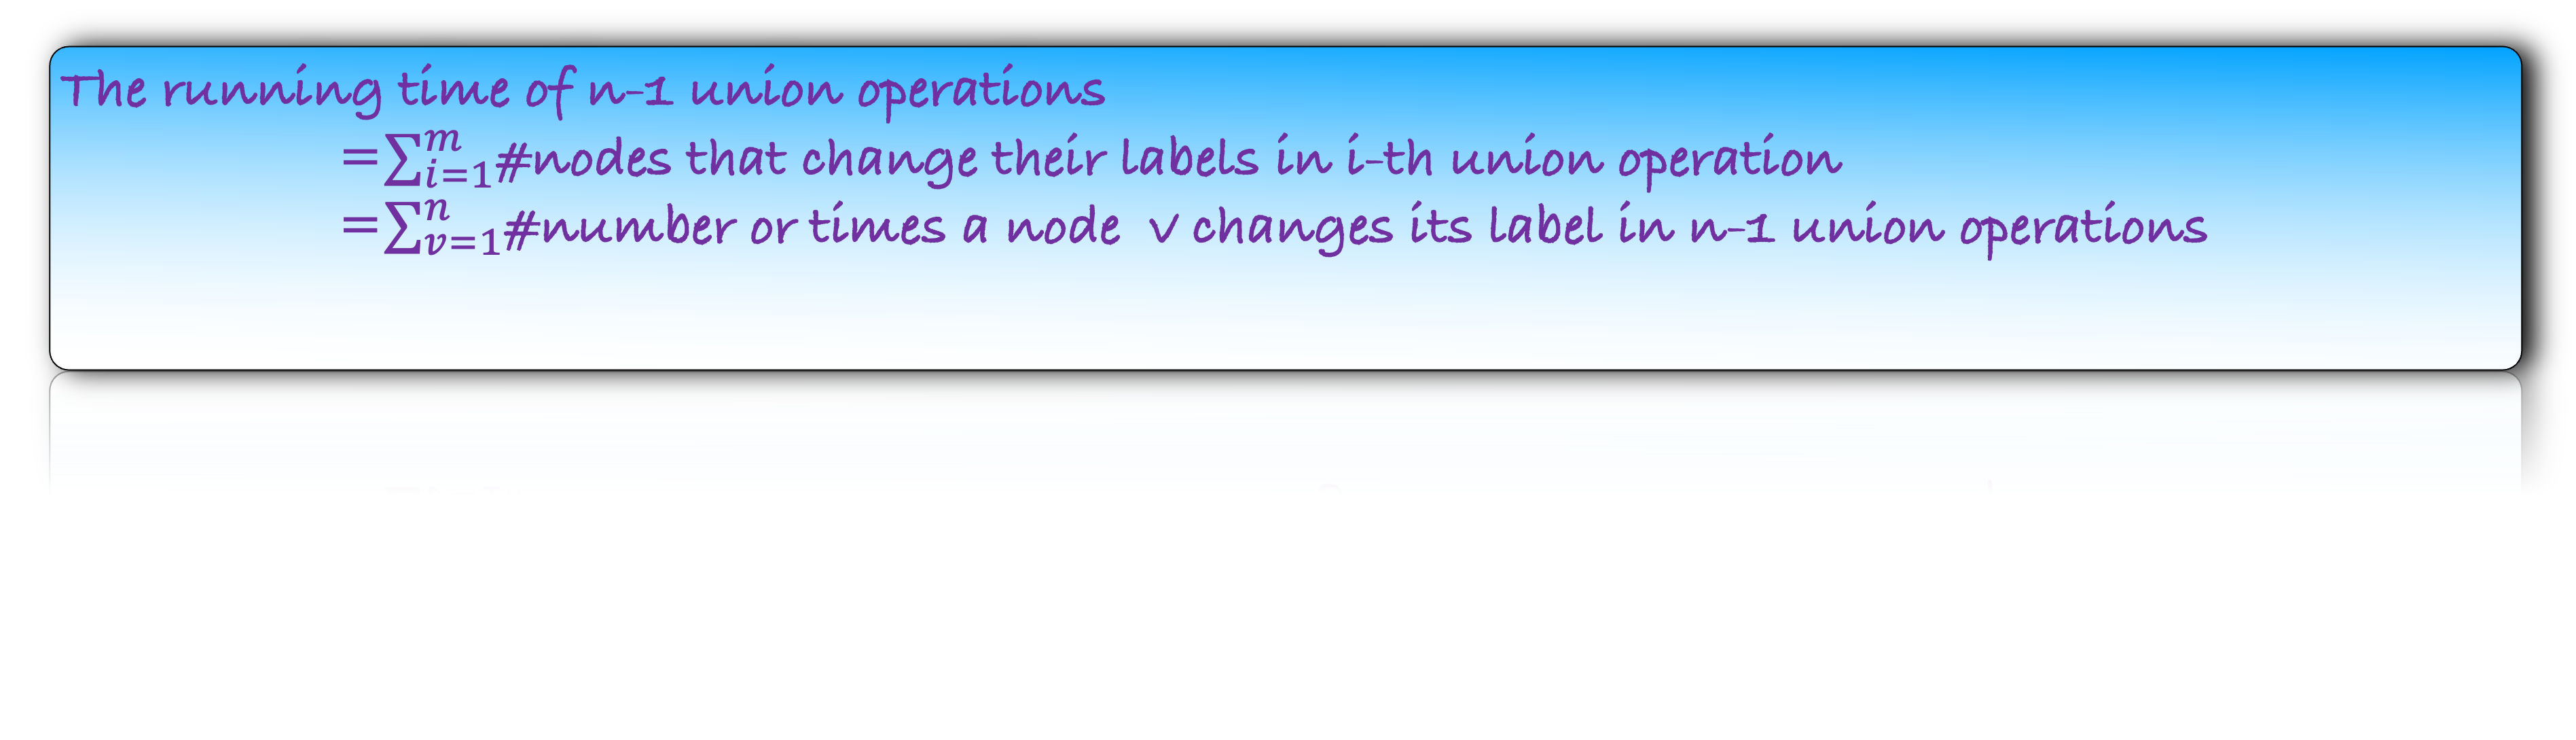 The running time of n-1 union operations
=∑_{i=1}^{m}#nodes that change their labels in i-th union operation
=∑_{v=1}^{n}#number or times a node v changes its label in n-1 union operations